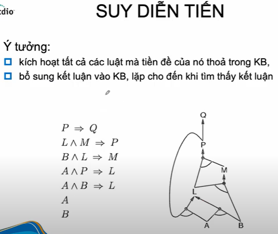 dio
SUY DIỄN TIẾN
Ý tưởng:
kích hoạt tất cả các luật mà tiền đề của nó thoả trong KB,
bổ sung kết luận vào KB, lặp cho đến khi tìm thấy kết luận
P ⇒ Q
L ∧ M ⇒ P
B ∧ L ⇒ M
A ∧ P ⇒ L
A ∧ B ⇒ L
A
B
Q
P
M
L
A
B